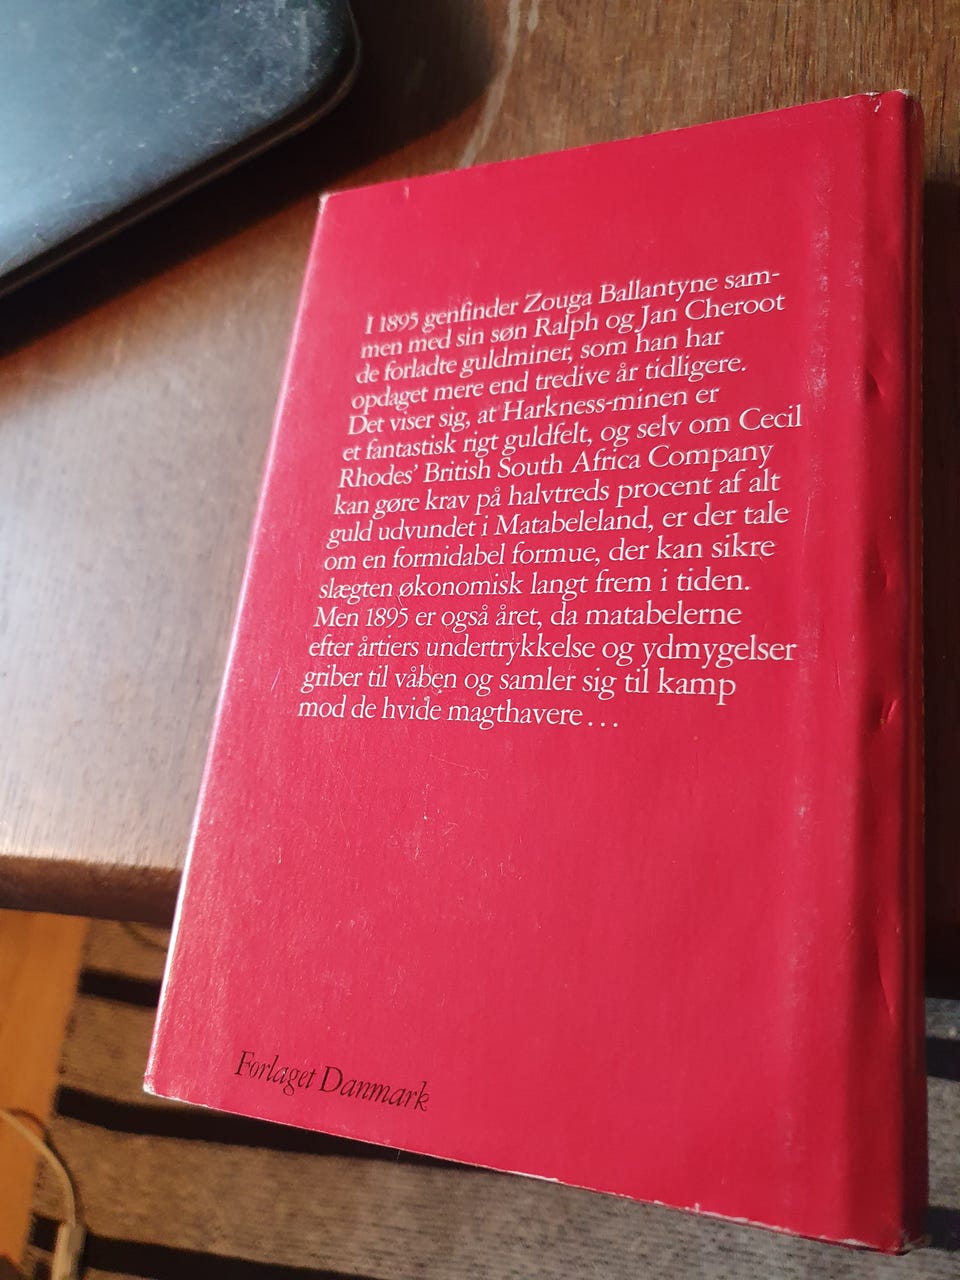 I 1895 genfinder Zouga Ballantyne sam-
men med sin søn Ralph og Jan Cheroot
de forladte guldminer, som han har
opdaget mere end tredive år tidligere.
Det viser sig, at Harkness-minen er
et fantastisk rigt guldfelt, og selv om Cecil
Rhodes' British South Africa Company
kan gøre krav på halvtreds procent af alt
guld udvundet i Matabeleland, er der tale
om en formidabel formue, der kan sikre
slægten økonomisk langt frem i tiden.
Men 1895 er også året, da matabelerne
efter årtiers undertrykkelse og ydmygelser
griber til våben og samler sig til kamp
mod de hvide magthavere...
Forlaget Danmark